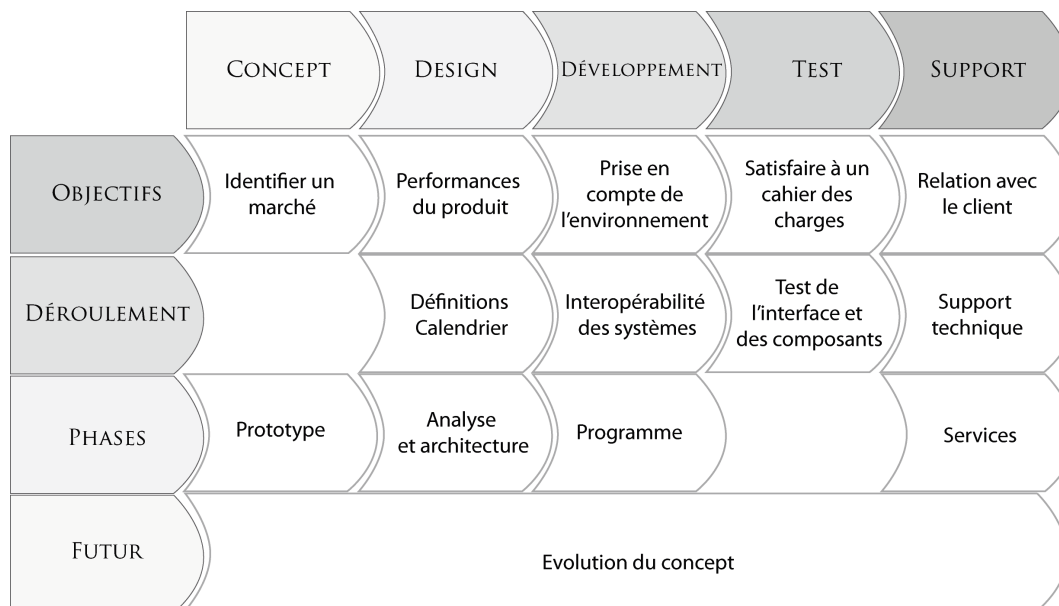 CONCEPT
DESIGN
DÉVELOPPEMENT
TEST
SUPPORT
OBJECTIFS
Identifier un
marché
Performances
du produit
Prise en
compte de
l'environnement
Satisfaire à un
cahier des
charges
Relation avec
le client
DÉROULEMENT
Définitions
Calendrier
Interopérabilité
des systèmes
Test de
l'interface et
des composants
Support
technique
PHASES
Prototype
Analyse
et architecture
Programme
Services
FUTUR
Evolution du concept